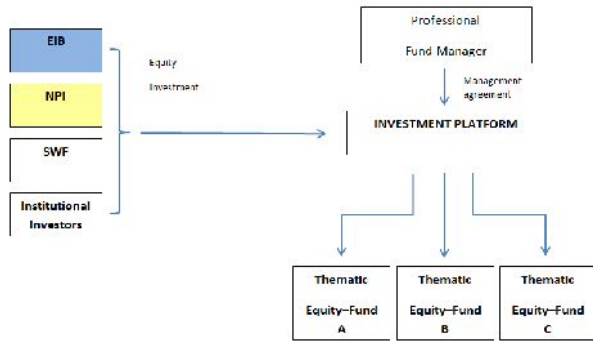 EIB
NPI
SWF
Institutional
Investors
Equity
Investment
Professional
Fund Manager
Management
agreement
INVESTMENT PLATFORM
Thematic
Equity–Fund
A
Thematic
Equity–Fund
B
Thematic
Equity–Fund
C